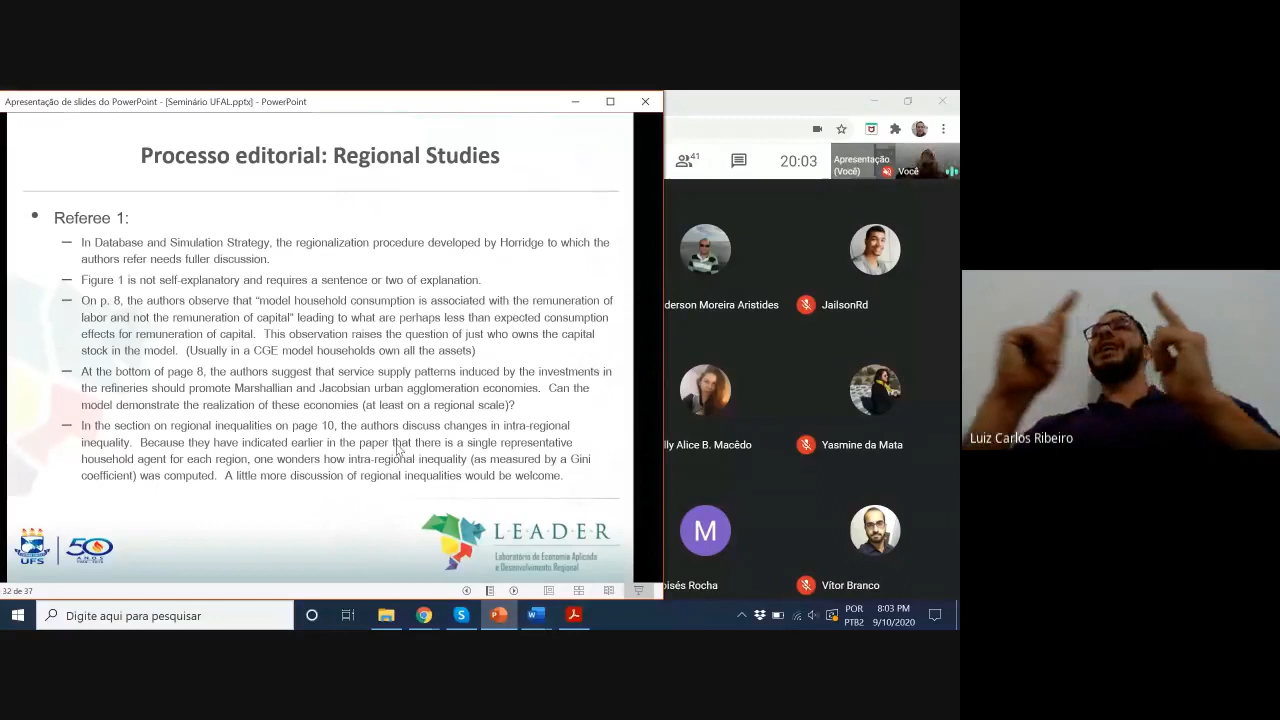 Apresentação de slides do PowerPoint - [Seminário UFAL.pptx] - PowerPoint
Processo editorial: Regional Studies
Referee 1:
— In Database and Simulation Strategy, the regionalization procedure developed by Horridge to which the
authors refer needs fuller discussion.
— Figure 1 is not self-explanatory and requires a sentence or two of explanation.
— On p. 8, the authors observe that “model household consumption is associated with the remuneration of
labor and not the remuneration of capital” leading to what are perhaps less than expected consumption
effects for remuneration of capital. This observation raises the question of just who owns the capital
stock in the model. (Usually in a CGE model households own all the assets)
— At the bottom of page 8, the authors suggest that service supply patterns induced by the investments in
the refineries should promote Marshallian and Jacobsian urban agglomeration economies. Can the
model demonstrate the realization of these economies (at least on a regional scale)?
— In the section on regional inequalities on page 10, the authors discuss changes in intra-regional
inequality. Because they have indicated earlier in the paper that there is a single representative
household agent for each region, one wonders how intra-regional inequality (as measured by a Gini
coefficient) was computed. A little more discussion of regional inequalities would be welcome.
UFS
50
ANOS
LEADER
Laboratório de Economia Aplicada
e Desenvolvimento Regional
32 de 37
41
20:03
Apresentação
(Você)
Você
derson Moreira Aristides
JailsonRd
lly Alice B. Macêdo
Yasmine da Mata
M
oisés Rocha
Vítor Branco
Luiz Carlos Ribeiro
Digite aqui para pesquisar
POR
PTB2
8:03 PM
9/10/2020